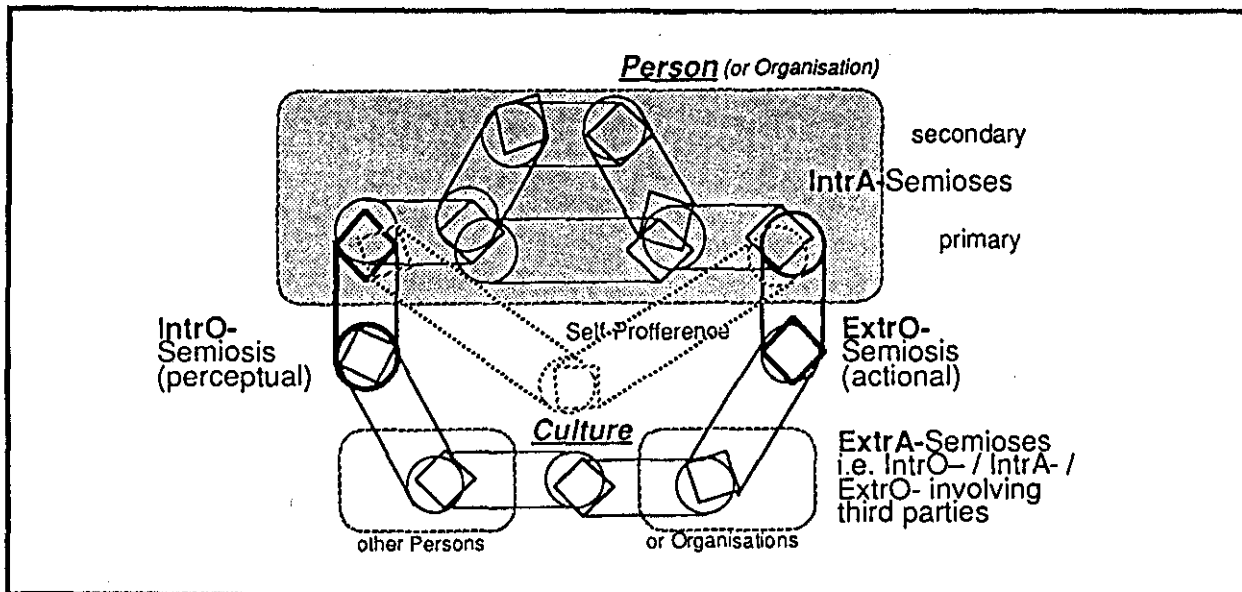 Person (or Organisation)
secondary
IntrA-Semioses
primary
IntrO-
Semiosis
(perceptual)
Self-Profference
ExtrO-
Semiosis
(actional)
Culture
ExtrA-Semioses
i.e. IntrO– / IntrA- /
ExtrO- involving
third parties
other Persons
or Organisations